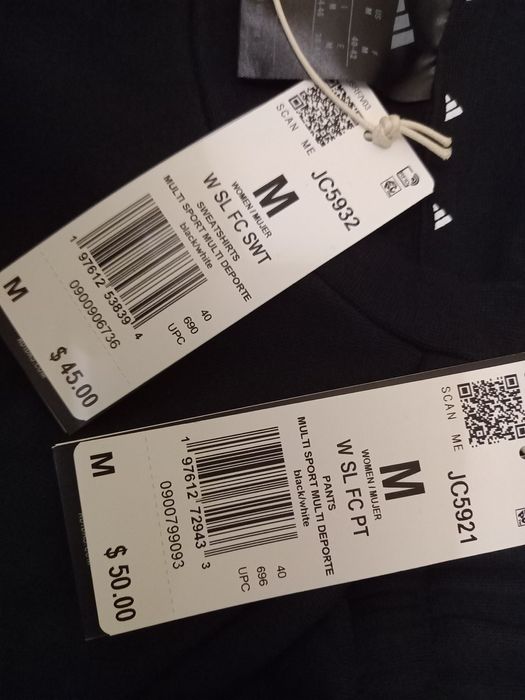 SCAN ME
JC5932
M
WOMEN / MUJER
W SL FC SWT
SWEATSHIRTS
MULTI SPORT MULTI DEPORTE
black/white
40
690
UPC
1 97612 53839 4
0900906736
M
$ 45.00
SCAN ME
JC5921
M
WOMEN / MUJER
W SL FC PT
PANTS
MULTI SPORT MULTI DEPORTE
black/white
40
696
UPC
1 97612 72943 3
0900799093
M
$ 50.00